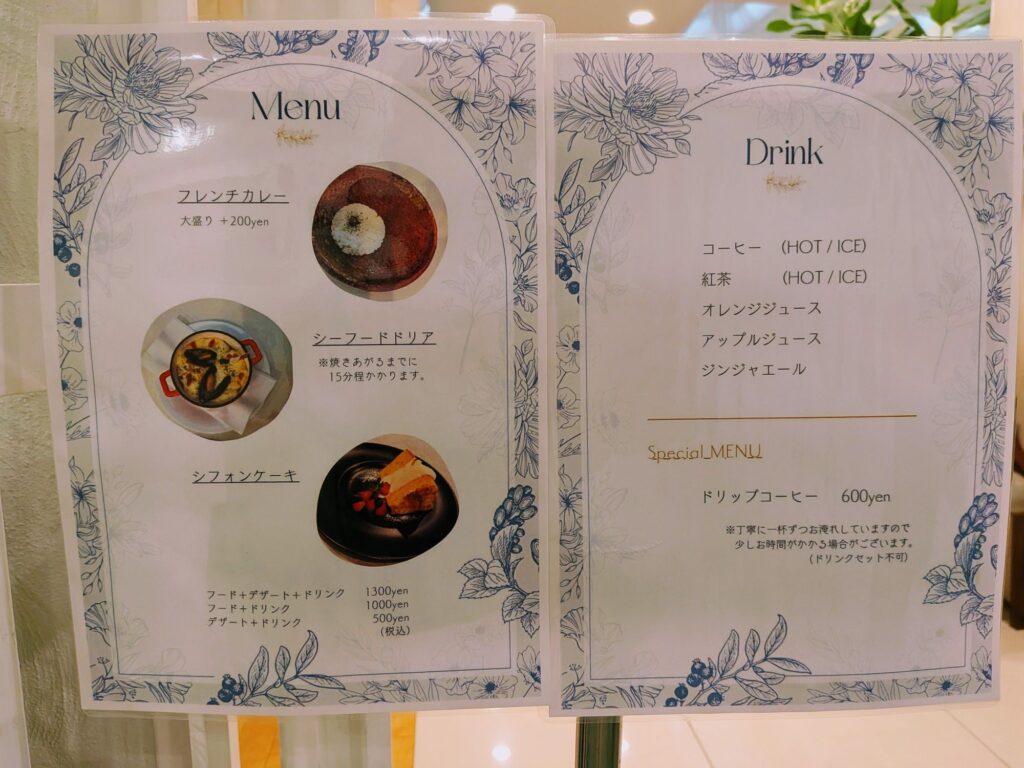 Menu
フレンチカレー
大盛り +200yen
シーフードドリア
※焼きあがるまでに
15分程かかります。
シフォンケーキ
フード+デザート+ドリンク 1300yen
フード+ドリンク 1000yen
デザート+ドリンク 500yen
(税込)
Drink
コーヒー (HOT / ICE)
紅茶 (HOT / ICE)
オレンジジュース
アップルジュース
ジンジャエール
Special MENU
ドリップコーヒー 600yen
※丁寧に一杯ずつお淹れしていますので
少しお時間がかかる場合がございます。
(ドリンクセット不可)